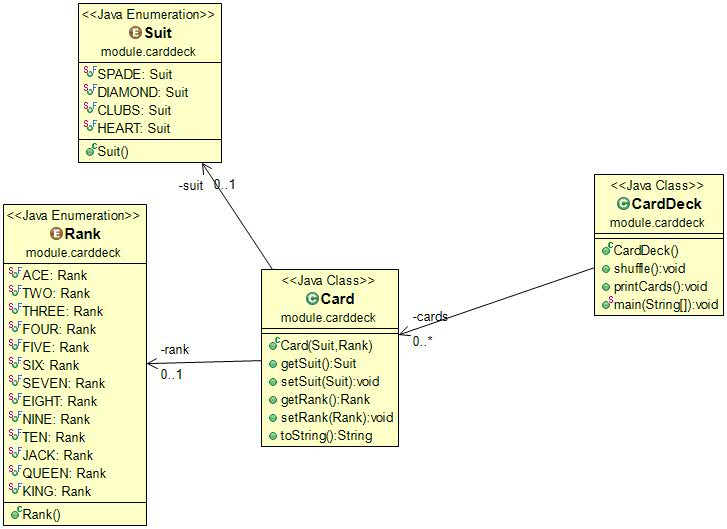 <<Java Enumeration>>
E Suit
module.carddeck
SF SPADE: Suit
SF DIAMOND: Suit
SF CLUBS: Suit
SF HEART: Suit
C Suit()
-suit 0..1
<<Java Enumeration>>
E Rank
module.carddeck
SF ACE: Rank
SF TWO: Rank
SF THREE: Rank
SF FOUR: Rank
SF FIVE: Rank
SF SIX: Rank
SF SEVEN: Rank
SF EIGHT: Rank
SF NINE: Rank
SF TEN: Rank
SF JACK: Rank
SF QUEEN: Rank
SF KING: Rank
C Rank()
-rank
0..1
<<Java Class>>
C Card
module.carddeck
C Card(Suit,Rank)
getSuit():Suit
setSuit(Suit):void
getRank():Rank
setRank(Rank):void
toString():String
-cards
0..*
<<Java Class>>
C CardDeck
module.carddeck
C CardDeck()
shuffle():void
printCards():void
S main(String[]):void